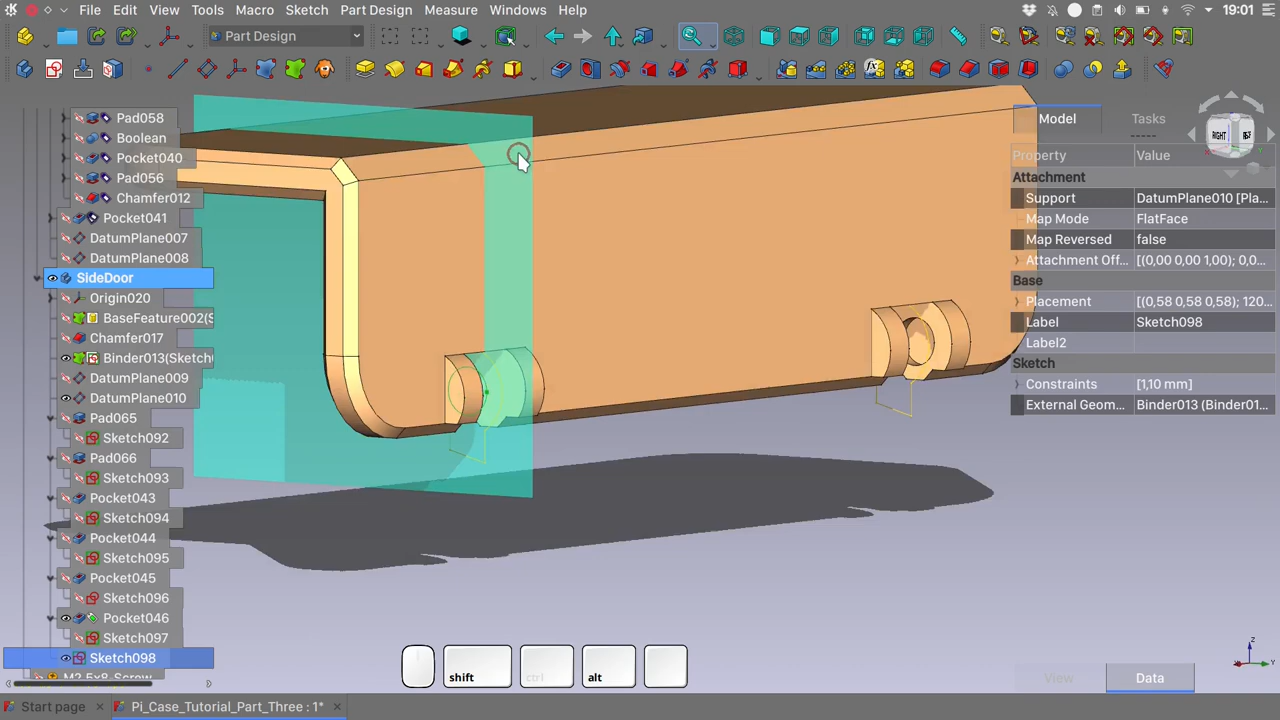 File Edit View Tools Macro Sketch Part Design Measure Windows Help 19:01
Part Design
Pad058
Boolean
Pocket040
Pad056
Chamfer012
Pocket041
DatumPlane007
DatumPlane008
SideDoor
Origin020
BaseFeature002(S
Chamfer017
Binder013(Sketch
DatumPlane009
DatumPlane010
Pad065
Sketch092
Pad066
Sketch093
Pocket043
Sketch094
Pocket044
Sketch095
Pocket045
Sketch096
Pocket046
Sketch097
Sketch098
M2.5x8-Screw
Model Tasks
RIGHT
Property Value
Attachment
Support DatumPlane010 [Pla...
Map Mode FlatFace
Map Reversed false
Attachment Off... [(0,00 0,00 1,00); 0,0...
Base
Placement [(0,58 0,58 0,58); 120...
Label Sketch098
Label2
Sketch
Constraints [1,10 mm]
External Geom... Binder013 (Binder01...
shift ctrl alt
View Data
Start page Pi_Case_Tutorial_Part_Three : 1*